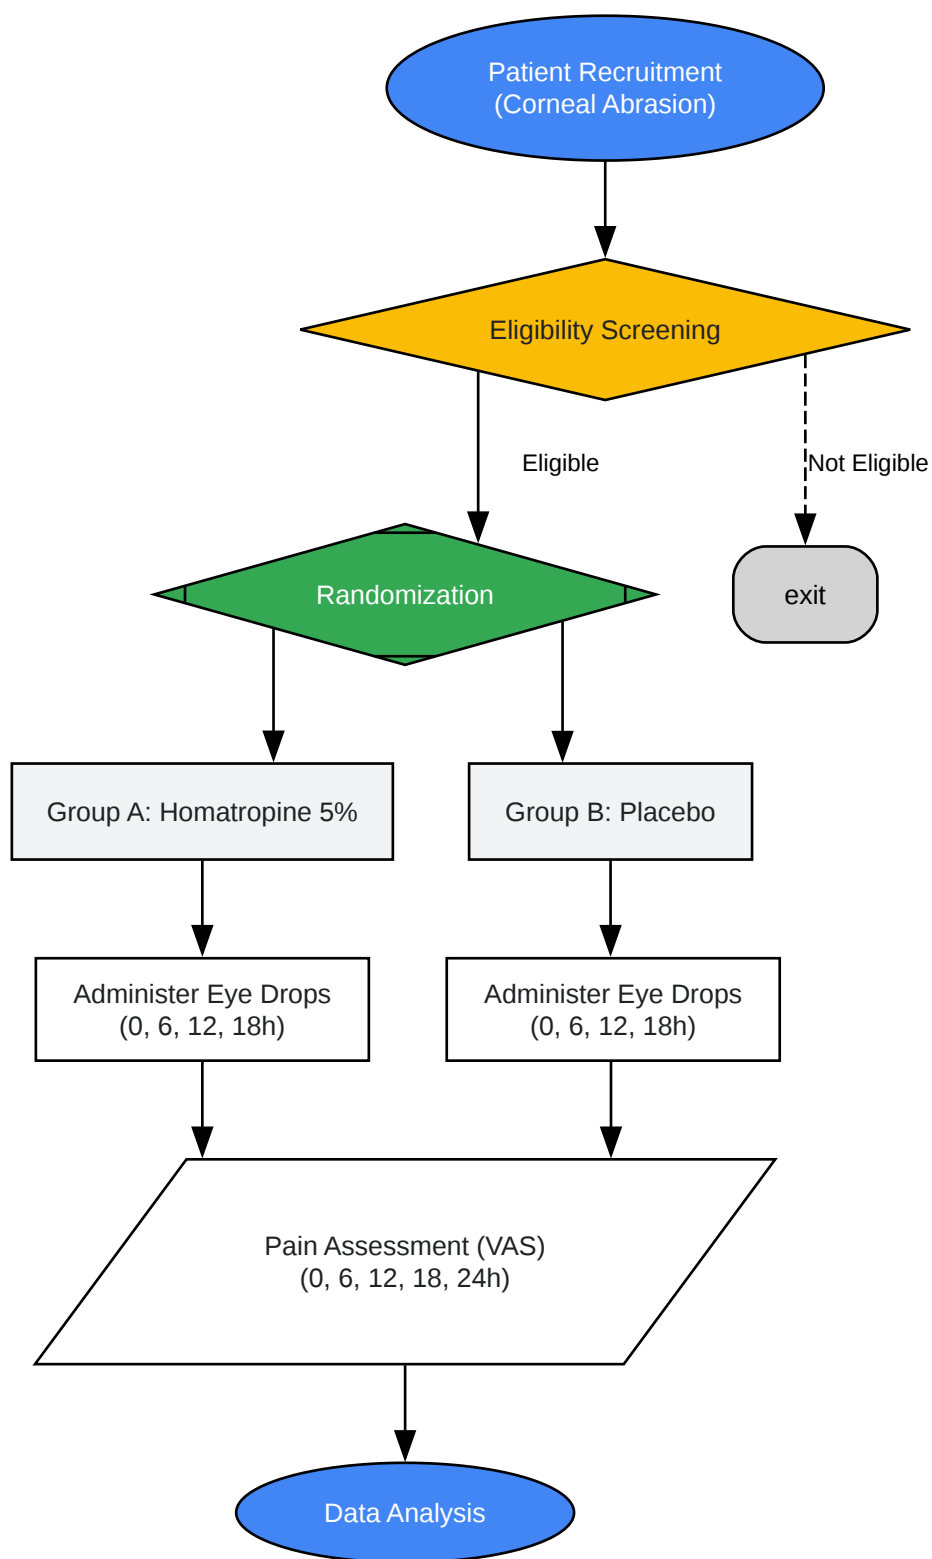 Patient Recruitment
(Corneal Abrasion)
Eligibility Screening
Eligible
Not Eligible
Randomization
exit
Group A: Homatropine 5%
Group B: Placebo
Administer Eye Drops
(0, 6, 12, 18h)
Administer Eye Drops
(0, 6, 12, 18h)
Pain Assessment (VAS)
(0, 6, 12, 18, 24h)
Data Analysis